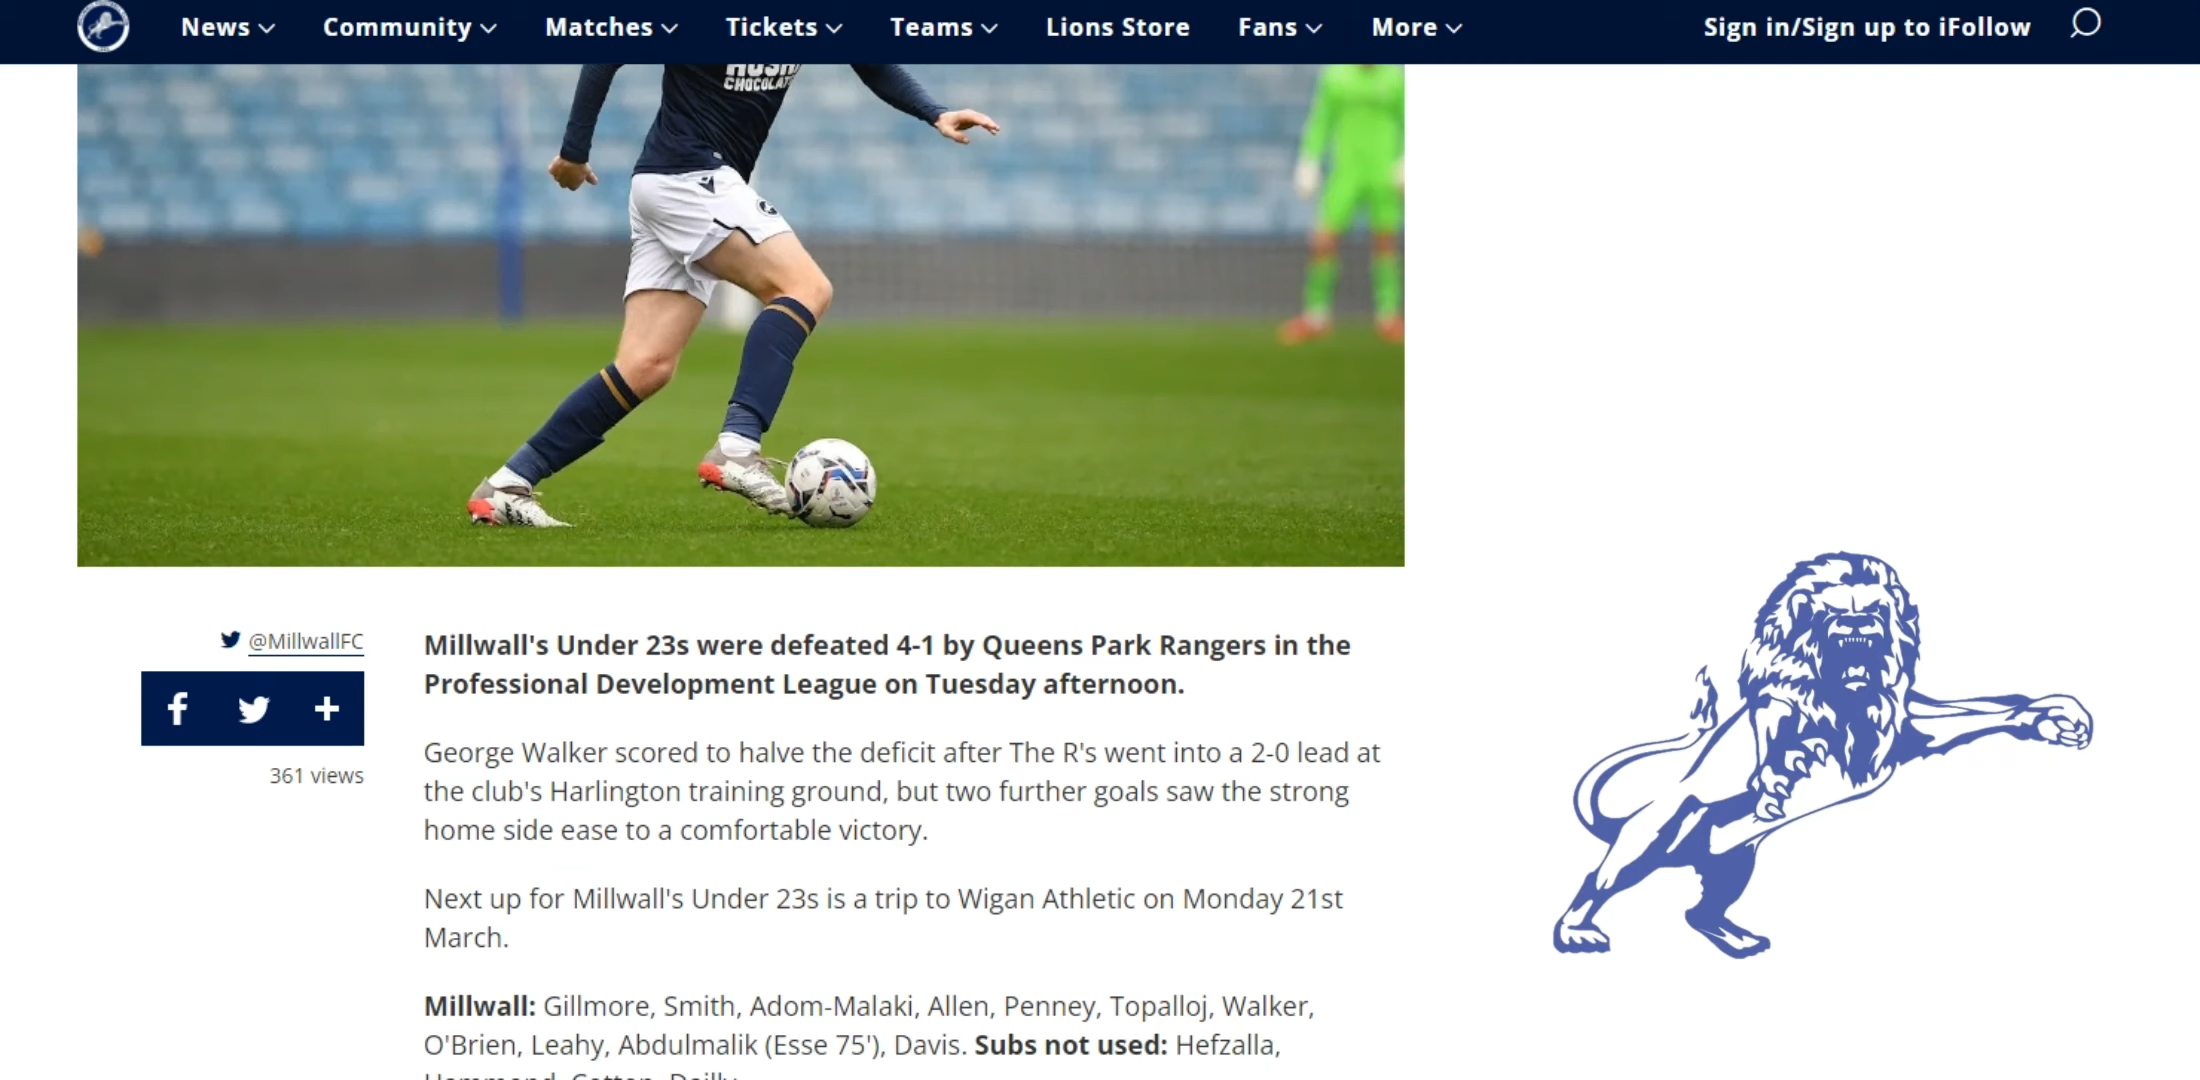 News Community Matches Tickets Teams Lions Store Fans More Sign in/Sign up to iFollow
HUSH
CHOCOLAT
@MillwallFC
361 views
Millwall's Under 23s were defeated 4-1 by Queens Park Rangers in the
Professional Development League on Tuesday afternoon.
George Walker scored to halve the deficit after The R's went into a 2-0 lead at
the club's Harlington training ground, but two further goals saw the strong
home side ease to a comfortable victory.
Next up for Millwall's Under 23s is a trip to Wigan Athletic on Monday 21st
March.
Millwall: Gillmore, Smith, Adom-Malaki, Allen, Penney, Topalloj, Walker,
O'Brien, Leahy, Abdulmalik (Esse 75'), Davis. Subs not used: Hefzalla,